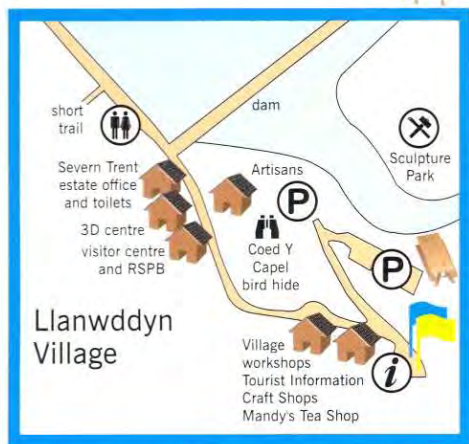 short
trail
dam
Severn Trent
estate office
and toilets
3D centre
visitor centre
and RSPB
Artisans
P
Sculpture
Park
Coed Y
Capel
bird hide
P
Llanwddyn
Village
Village
workshops
Tourist Information
Craft Shops
Mandy's Tea Shop
i